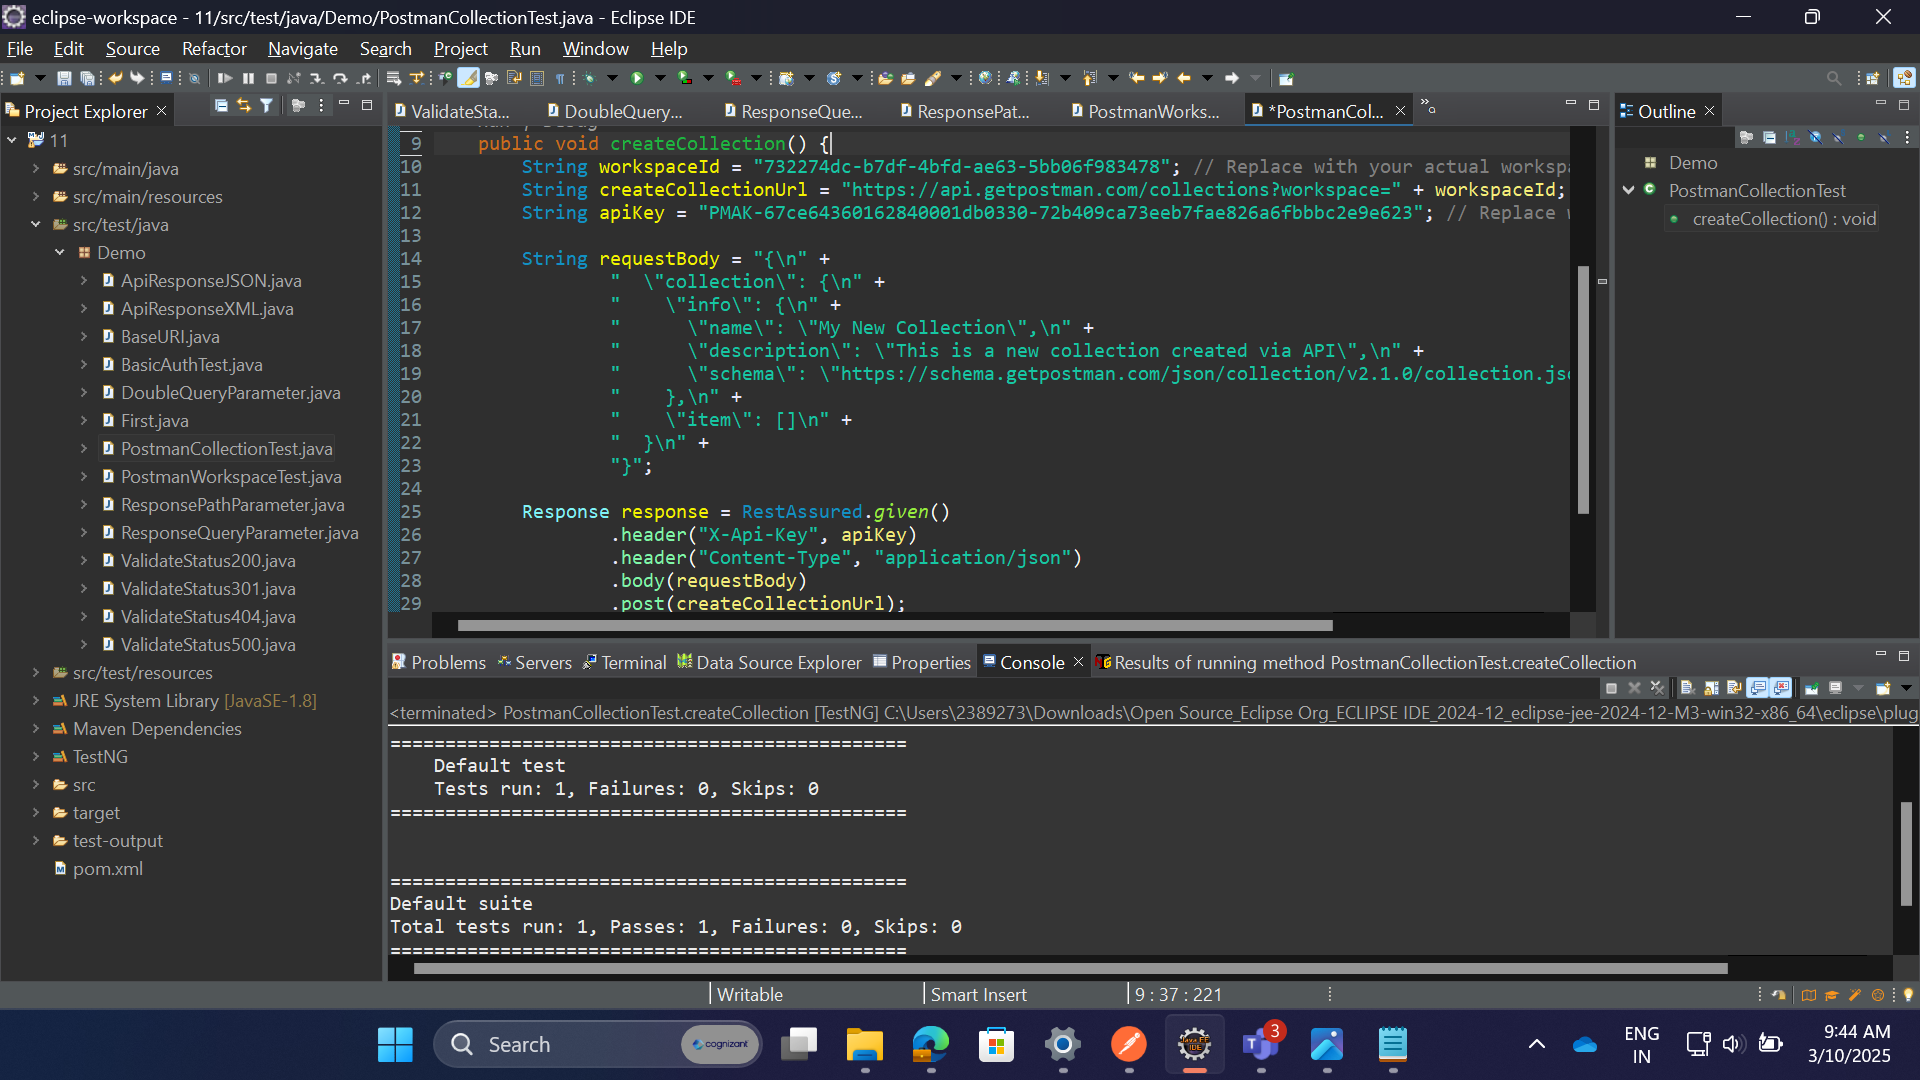 eclipse-workspace - 11/src/test/java/Demo/PostmanCollectionTest.java - Eclipse IDE
File Edit Source Refactor Navigate Search Project Run Window Help
Project Explorer
11
src/main/java
src/main/resources
src/test/java
Demo
ApiResponseJSON.java
ApiResponseXML.java
BaseURI.java
BasicAuthTest.java
DoubleQueryParameter.java
First.java
PostmanCollectionTest.java
PostmanWorkspaceTest.java
ResponsePathParameter.java
ResponseQueryParameter.java
ValidateStatus200.java
ValidateStatus301.java
ValidateStatus404.java
ValidateStatus500.java
src/test/resources
JRE System Library [JavaSE-1.8]
Maven Dependencies
TestNG
src
target
test-output
pom.xml
ValidateSta... DoubleQuery... ResponseQue... ResponsePat... PostmanWorks... *PostmanCol...
9 public void createCollection() {
10 String workspaceId = "732274dc-b7df-4bfd-ae63-5bb06f983478"; // Replace with your actual workspa
11 String createCollectionUrl = "https://api.getpostman.com/collections?workspace=" + workspaceId;
12 String apiKey = "PMAK-67ce64360162840001db0330-72b409ca73eeb7fae826a6fbbbc2e9e623"; // Replace
13
14 String requestBody = "{\n" +
15 "  \"collection\": {\n" +
16 "    \"info\": {\n" +
17 "      \"name\": \"My New Collection\",\n" +
18 "      \"description\": \"This is a new collection created via API\",\n" +
19 "      \"schema\": \"https://schema.getpostman.com/json/collection/v2.1.0/collection.jso
20 "    },\n" +
21 "    \"item\": []\n" +
22 "  }\n" +
23 "}";
24
25 Response response = RestAssured.given()
26 .header("X-Api-Key", apiKey)
27 .header("Content-Type", "application/json")
28 .body(requestBody)
29 .post(createCollectionUrl);
Outline
Demo
PostmanCollectionTest
createCollection() : void
Problems Servers Terminal Data Source Explorer Properties Console Results of running method PostmanCollectionTest.createCollection
<terminated> PostmanCollectionTest.createCollection [TestNG] C:\Users\2389273\Downloads\Open Source_Eclipse Org_ECLIPSE IDE_2024-12_eclipse-jee-2024-12-M3-win32-x86_64\eclipse\plug
===============================================
Default test
Tests run: 1, Failures: 0, Skips: 0
===============================================
===============================================
Default suite
Total tests run: 1, Passes: 1, Failures: 0, Skips: 0
===============================================
Writable Smart Insert 9 : 37 : 221
Search cognizant 3
ENG
IN
9:44 AM
3/10/2025